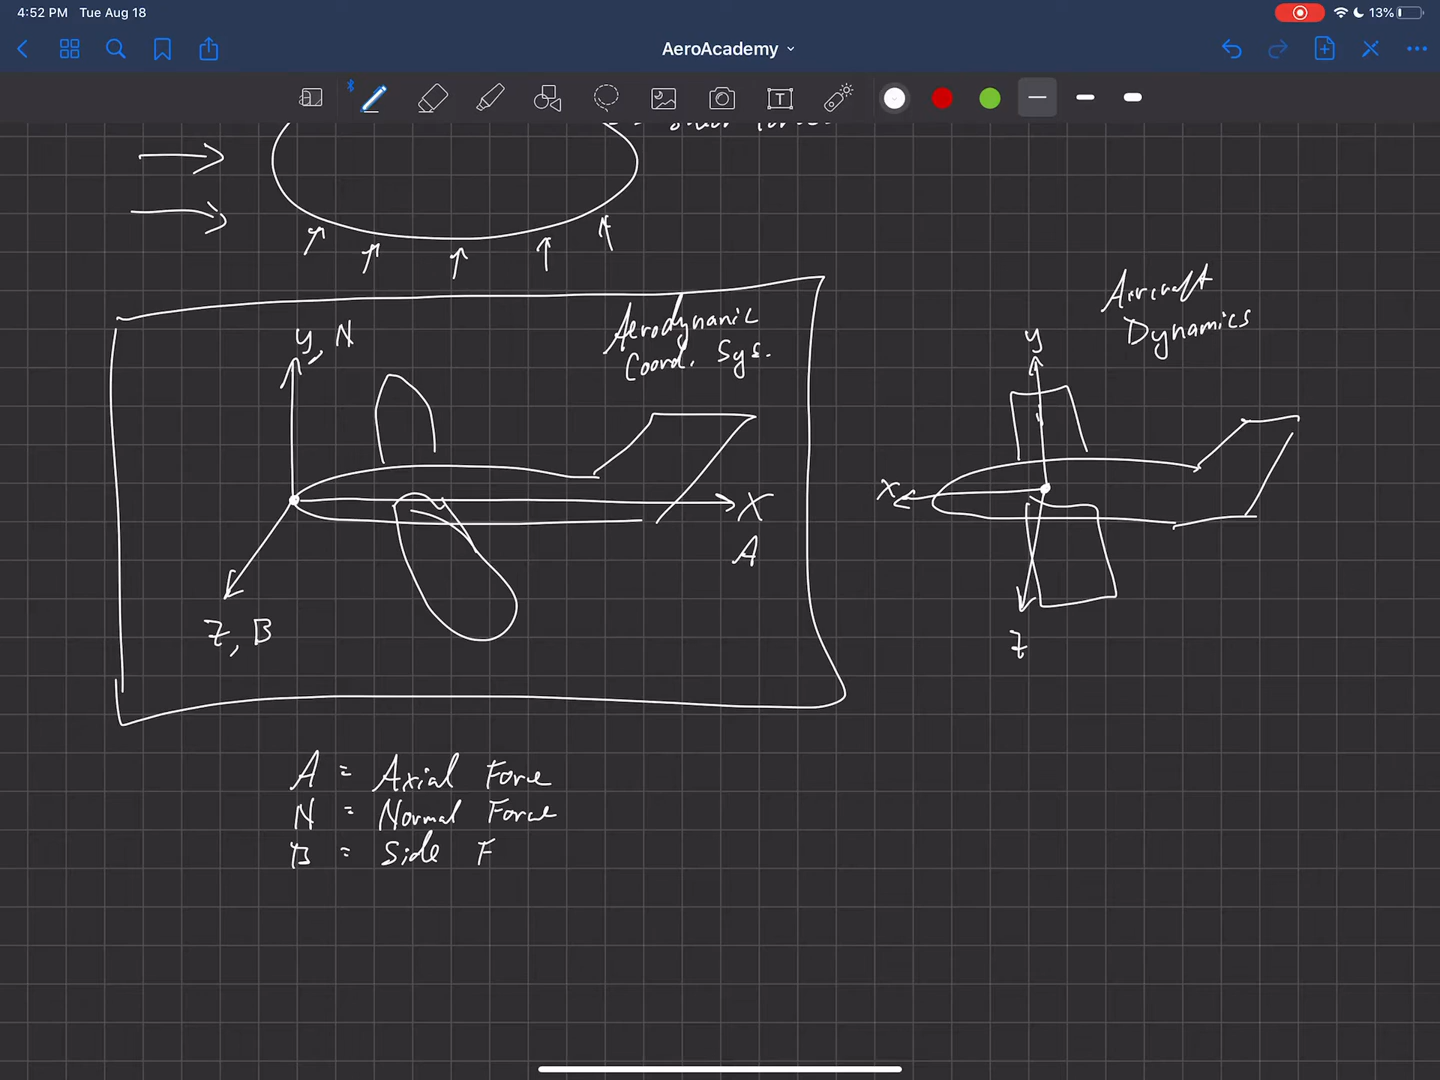 4:52 PM Tue Aug 18
13%
AeroAcademy
y, N
Aerodynamic
Coord. Sys.
X
A
Z, B
Aircraft
Dynamics
y
X
Z
A = Axial Force
N = Normal Force
B = Side F